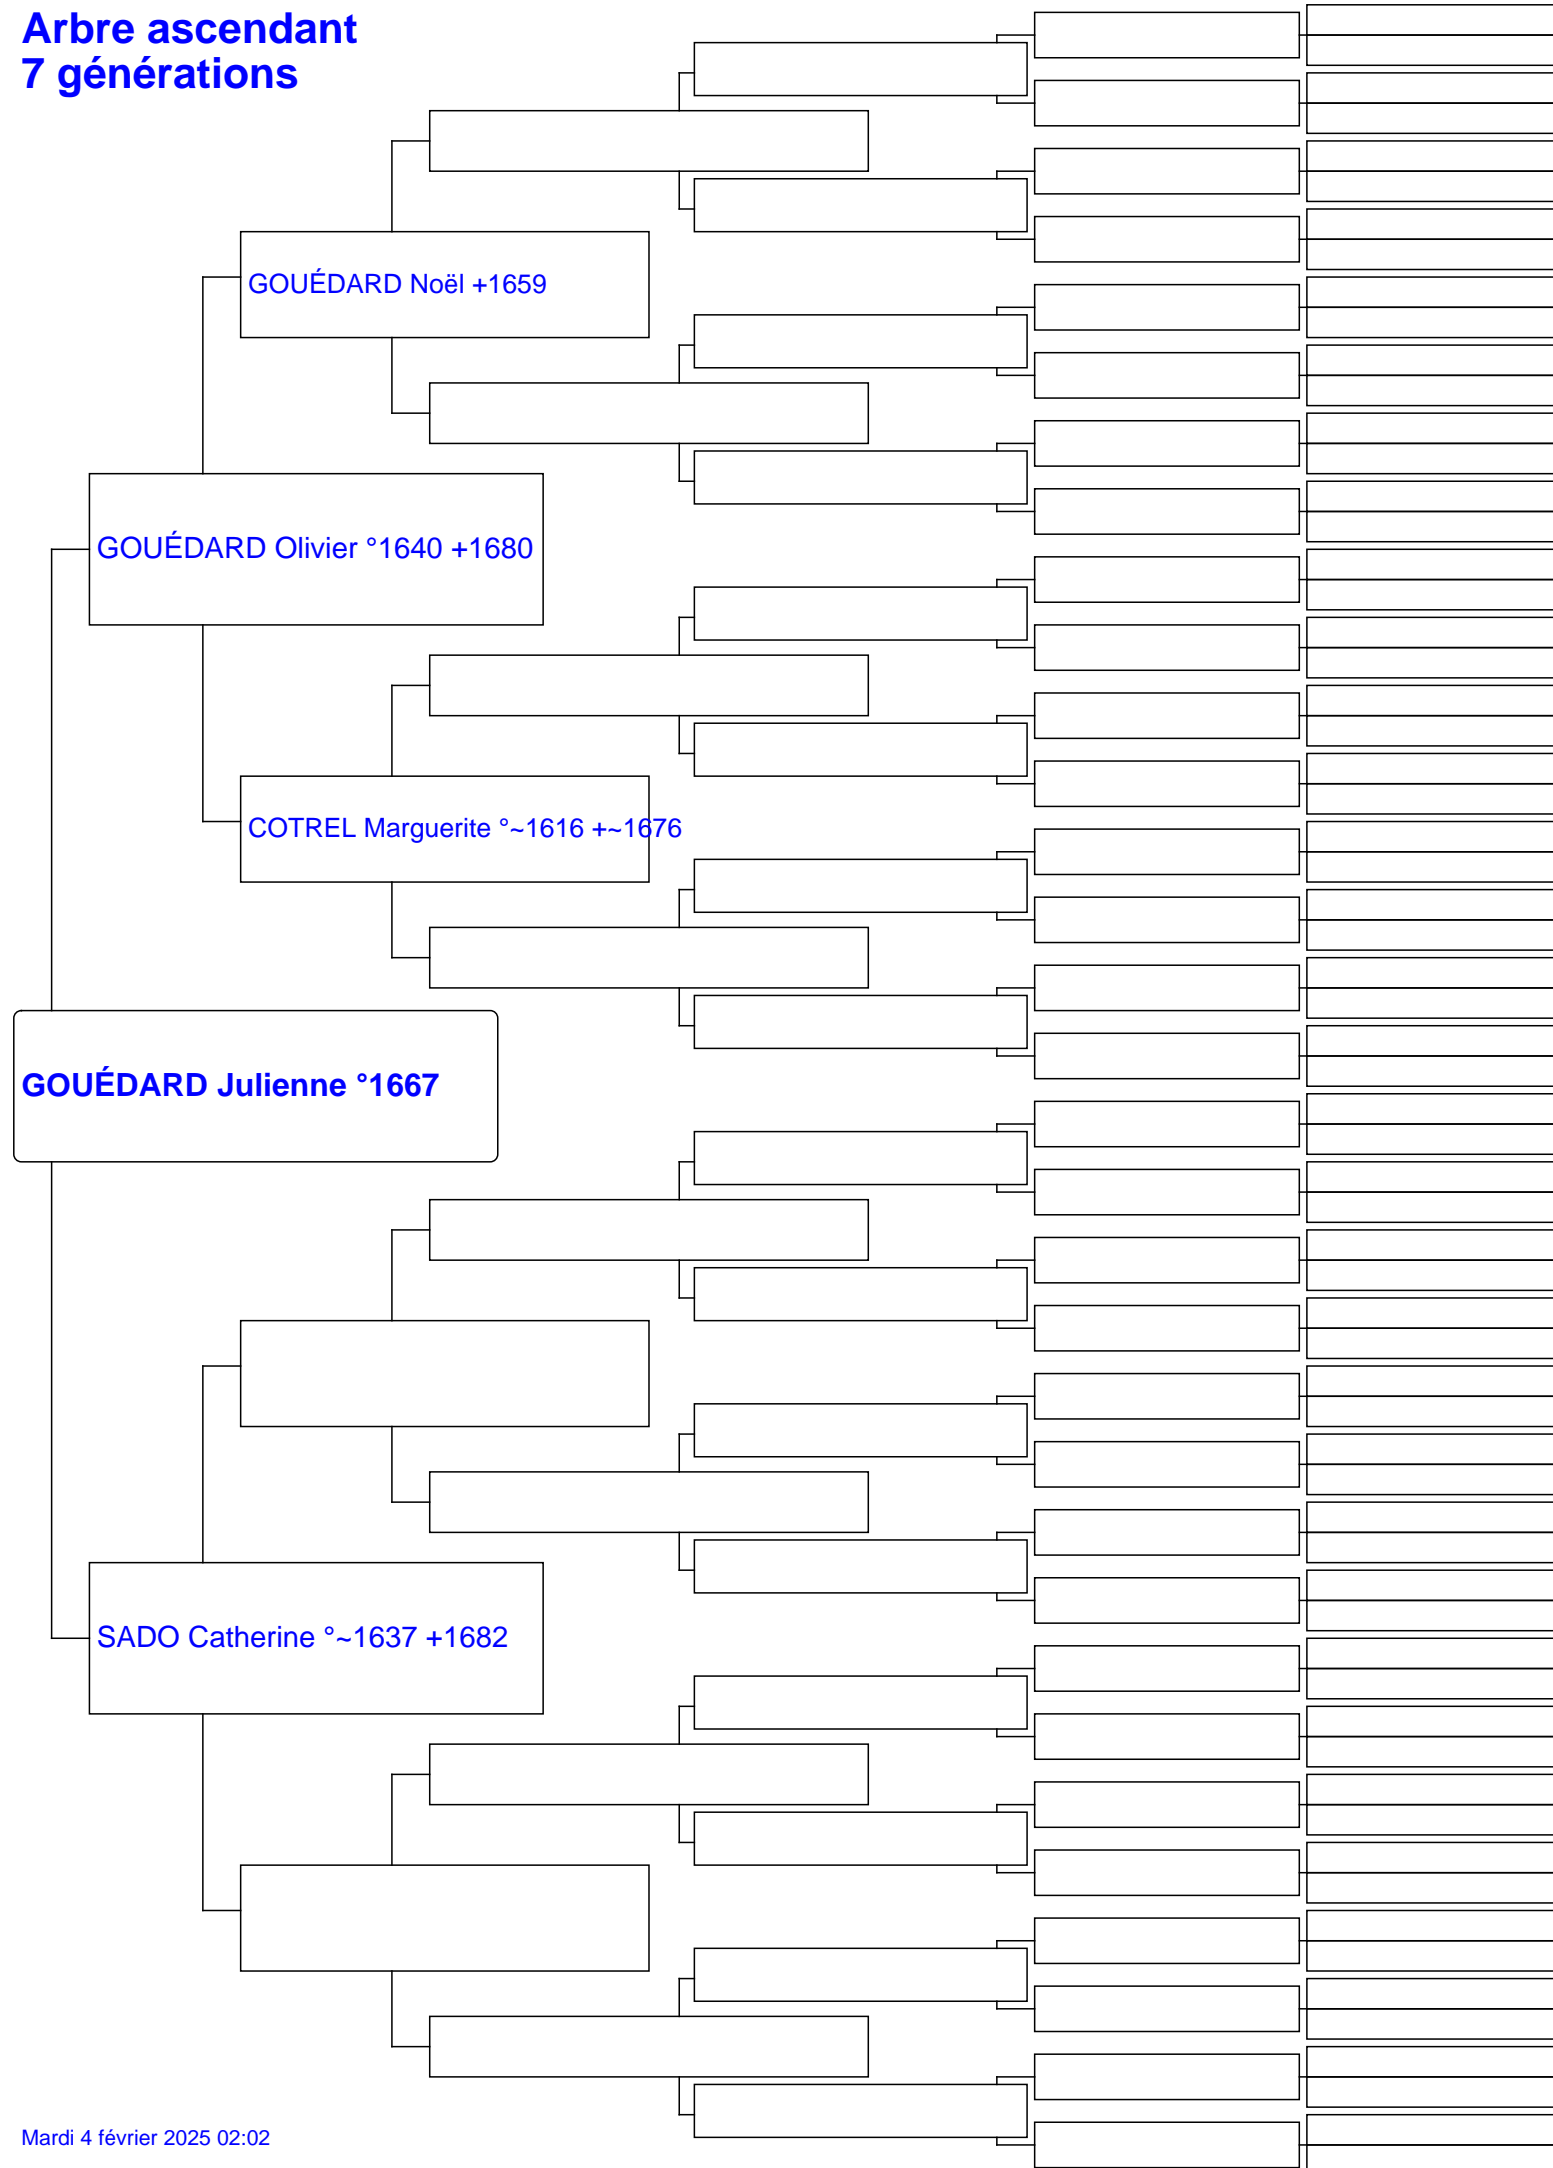 Arbre ascendant
7 générations
GOUÉDARD Noël +1659
GOUÉDARD Olivier °1640 +1680
COTREL Marguerite °~1616 +~1676
GOUÉDARD Julienne °1667
SADO Catherine °~1637 +1682
Mardi 4 février 2025 02:02